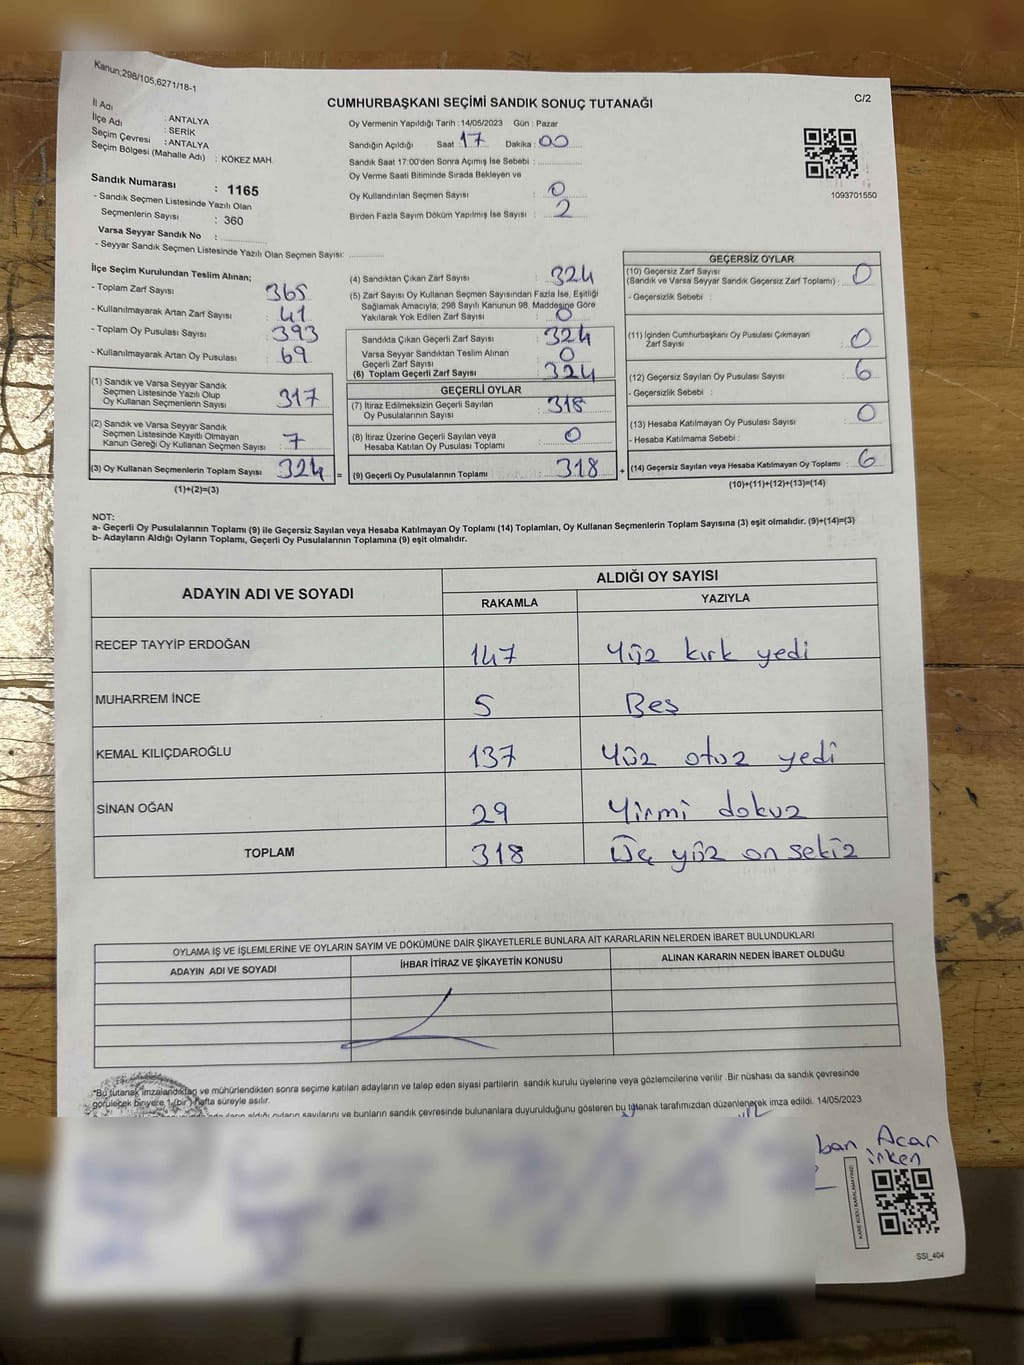 Kanun:298/105,6271/18-1
CUMHURBAŞKANI SEÇİMİ SANDIK SONUÇ TUTANAĞI
C/2
İl Adı : ANTALYA
İlçe Adı : SERİK
Seçim Çevresi : ANTALYA
Seçim Bölgesi (Mahalle Adı) : KÖKEZ MAH.
Sandık Numarası : 1165
- Sandık Seçmen Listesinde Yazılı Olan
Seçmenlerin Sayısı : 360
Varsa Seyyar Sandık No :
- Seyyar Sandık Seçmen Listesinde Yazılı Olan Seçmen Sayısı:
Oy Vermenin Yapıldığı Tarih : 14/05/2023 Gün : Pazar
Sandığın Açıldığı Saat : 17 Dakika : 00
Sandık Saat 17:00'den Sonra Açımış İse Sebebi :
Oy Verme Saati Bitiminde Sırada Bekleyen ve
Oy Kullandırılan Seçmen Sayısı : 0
Birden Fazla Sayım Döküm Yapılmış İse Sayısı : 2
1093701550
İlçe Seçim Kurulundan Teslim Alınan;
- Toplam Zarf Sayısı : 365
- Kullanılmayarak Artan Zarf Sayısı : 41
- Toplam Oy Pusulası Sayısı : 393
- Kullanılmayarak Artan Oy Pusulası : 69
(1) Sandık ve Varsa Seyyar Sandık
Seçmen Listesinde Yazılı Olup
Oy Kullanan Seçmenlerin Sayısı : 317
(2) Sandık ve Varsa Seyyar Sandık
Seçmen Listesinde Kayıtlı Olmayan
Kanun Gereği Oy Kullanan Seçmen Sayısı : 7
(3) Oy Kullanan Seçmenlerin Toplam Sayısı : 324 =
(1)+(2)=(3)
(4) Sandıktan Çıkan Zarf Sayısı : 324
(5) Zarf Sayısı Oy Kullanan Seçmen Sayısından Fazla İse, Eşitliği
Sağlamak Amacıyla; 298 Sayılı Kanunun 98. Maddesine Göre
Yakılarak Yok Edilen Zarf Sayısı : 0
Sandıkta Çıkan Geçerli Zarf Sayısı : 324
Varsa Seyyar Sandıktan Teslim Alınan
Geçerli Zarf Sayısı : 0
(6) Toplam Geçerli Zarf Sayısı : 324
GEÇERLİ OYLAR
(7) İtiraz Edilmeksizin Geçerli Sayılan
Oy Pusulalarının Sayısı : 318
(8) İtiraz Üzerine Geçerli Sayılan veya
Hesaba Katılan Oy Pusulası Toplamı : 0
(9) Geçerli Oy Pusulalarının Toplamı : 318 +
GEÇERSİZ OYLAR
(10) Geçersiz Zarf Sayısı
(Sandık ve Varsa Seyyar Sandık Geçersiz Zarf Toplamı) : 0
- Geçersizlik Sebebi :
(11) İçinden Cumhurbaşkanı Oy Pusulası Çıkmayan
Zarf Sayısı : 0
(12) Geçersiz Sayılan Oy Pusulası Sayısı : 6
- Geçersizlik Sebebi :
(13) Hesaba Katılmayan Oy Pusulası Sayısı : 0
- Hesaba Katılmama Sebebi :
(14) Geçersiz Sayılan veya Hesaba Katılmayan Oy Toplamı : 6
(10)+(11)+(12)+(13)=(14)
NOT:
a- Geçerli Oy Pusulalarının Toplamı (9) ile Geçersiz Sayılan veya Hesaba Katılmayan Oy Toplamı (14) Toplamları, Oy Kullanan Seçmenlerin Toplam Sayısına (3) eşit olmalıdır. (9)+(14)=(3)
b- Adayların Aldığı Oyların Toplamı, Geçerli Oy Pusulalarının Toplamına (9) eşit olmalıdır.
ADAYIN ADI VE SOYADI ALDIĞI OY SAYISI
RAKAMLA YAZIYLA
RECEP TAYYİP ERDOĞAN 147 Yüz kırk yedi
MUHARREM İNCE 5 Beş
KEMAL KILIÇDAROĞLU 137 Yüz otuz yedi
SİNAN OĞAN 29 Yirmi dokuz
TOPLAM 318 Üç yüz on sekiz
OYLAMA İŞ VE İŞLEMLERİNE VE OYLARIN SAYIM VE DÖKÜMÜNE DAİR ŞİKAYETLERLE BUNLARA AİT KARARLARIN NELERDEN İBARET BULUNDUKLARI
ADAYIN ADI VE SOYADI İHBAR İTİRAZ VE ŞİKAYETİN KONUSU ALINAN KARARIN NEDEN İBARET OLDUĞU
*Bu tutanak imzalandıktan ve mühürlendikten sonra seçime katılan adayların ve talep eden siyasi partilerin sandık kurulu üyelerine veya gözlemcilerine verilir .Bir nüshası da sandık çevresinde
görülecek bir yere 1 (bir) hafta süreyle asılır.
aldığı oyların sayılarını ve bunların sandık çevresinde bulunanlara duyurulduğunu gösteren bu tutanak tarafımızdan düzenlenerek imza edildi. 14/05/2023
ban Acar
irken
KARE KODU KARALAMAYINIZ!
SSI_404